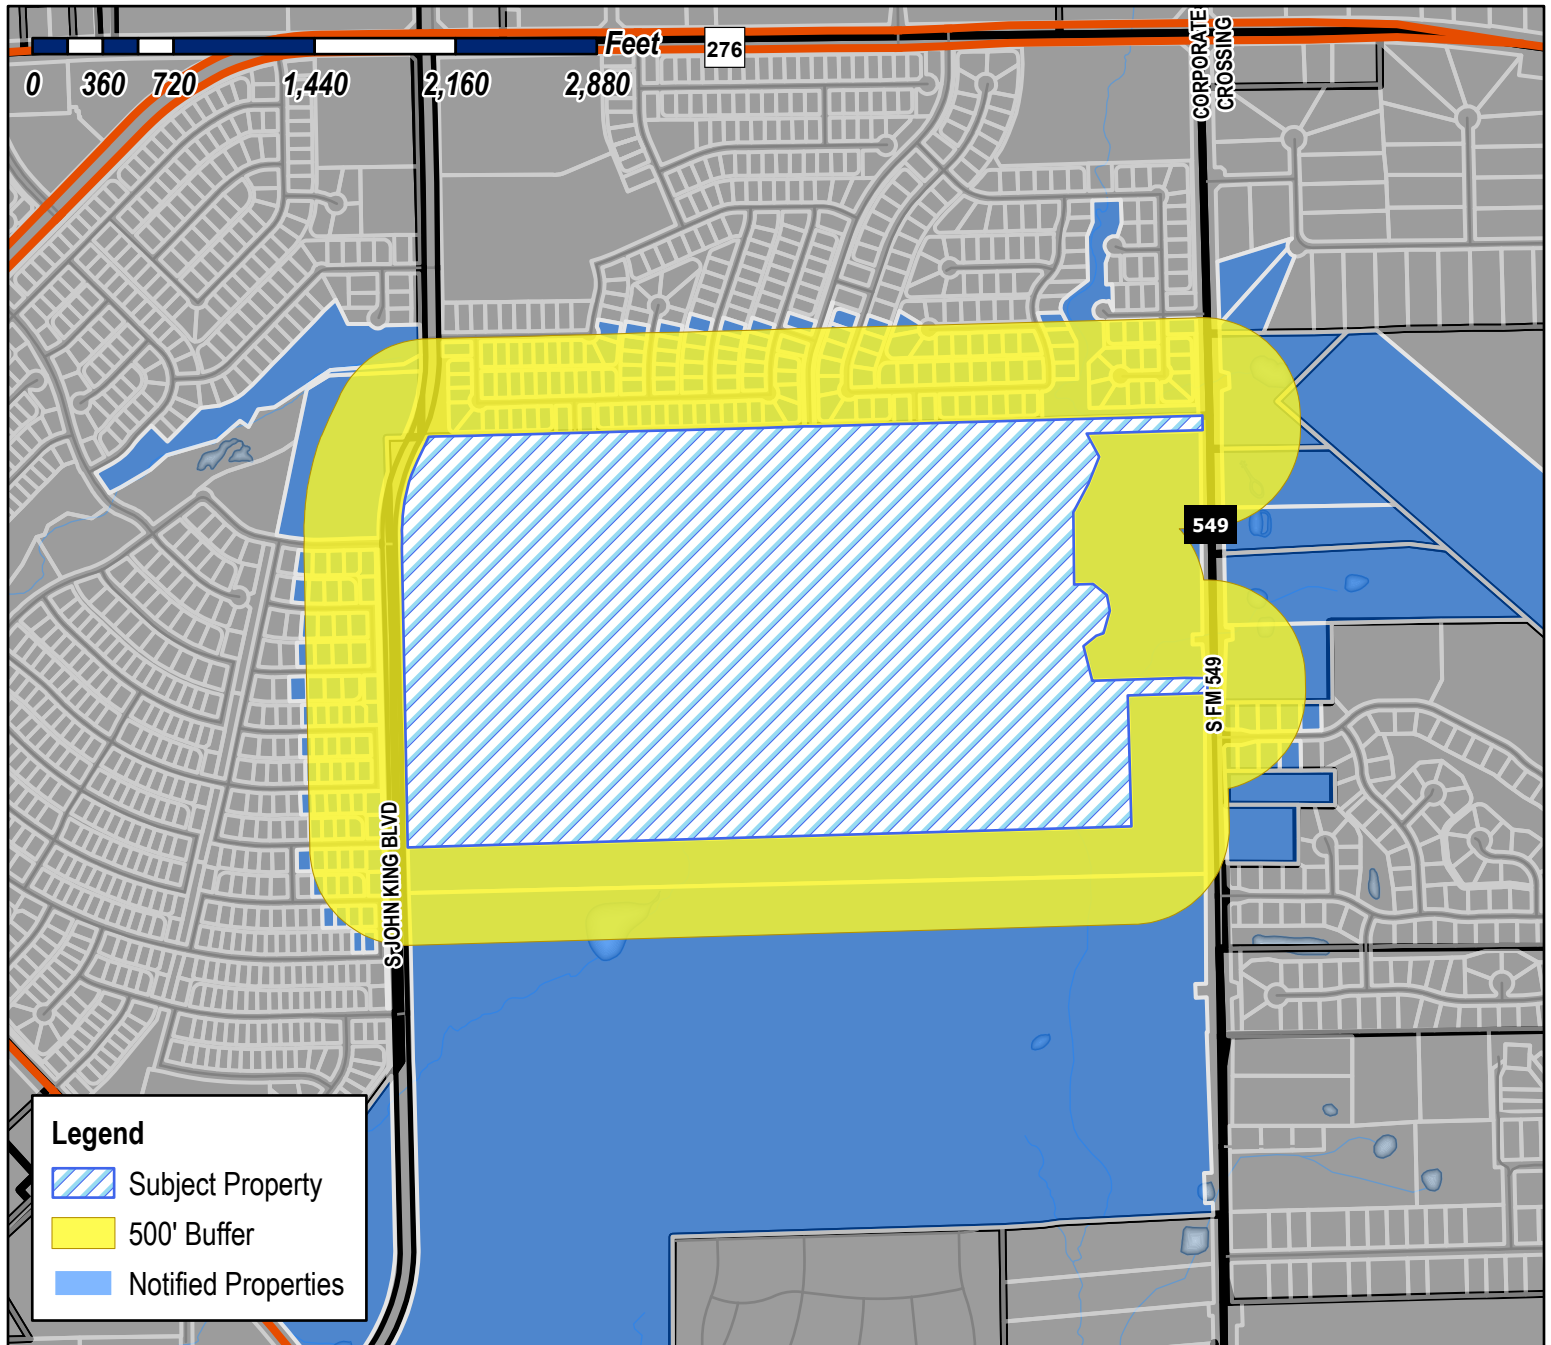 Feet
0 360 720 1,440 2,160 2,880
276
CORPORATE
CROSSING
549
S FM 549
S JOHN KING BLVD
Legend
Subject Property
500' Buffer
Notified Properties